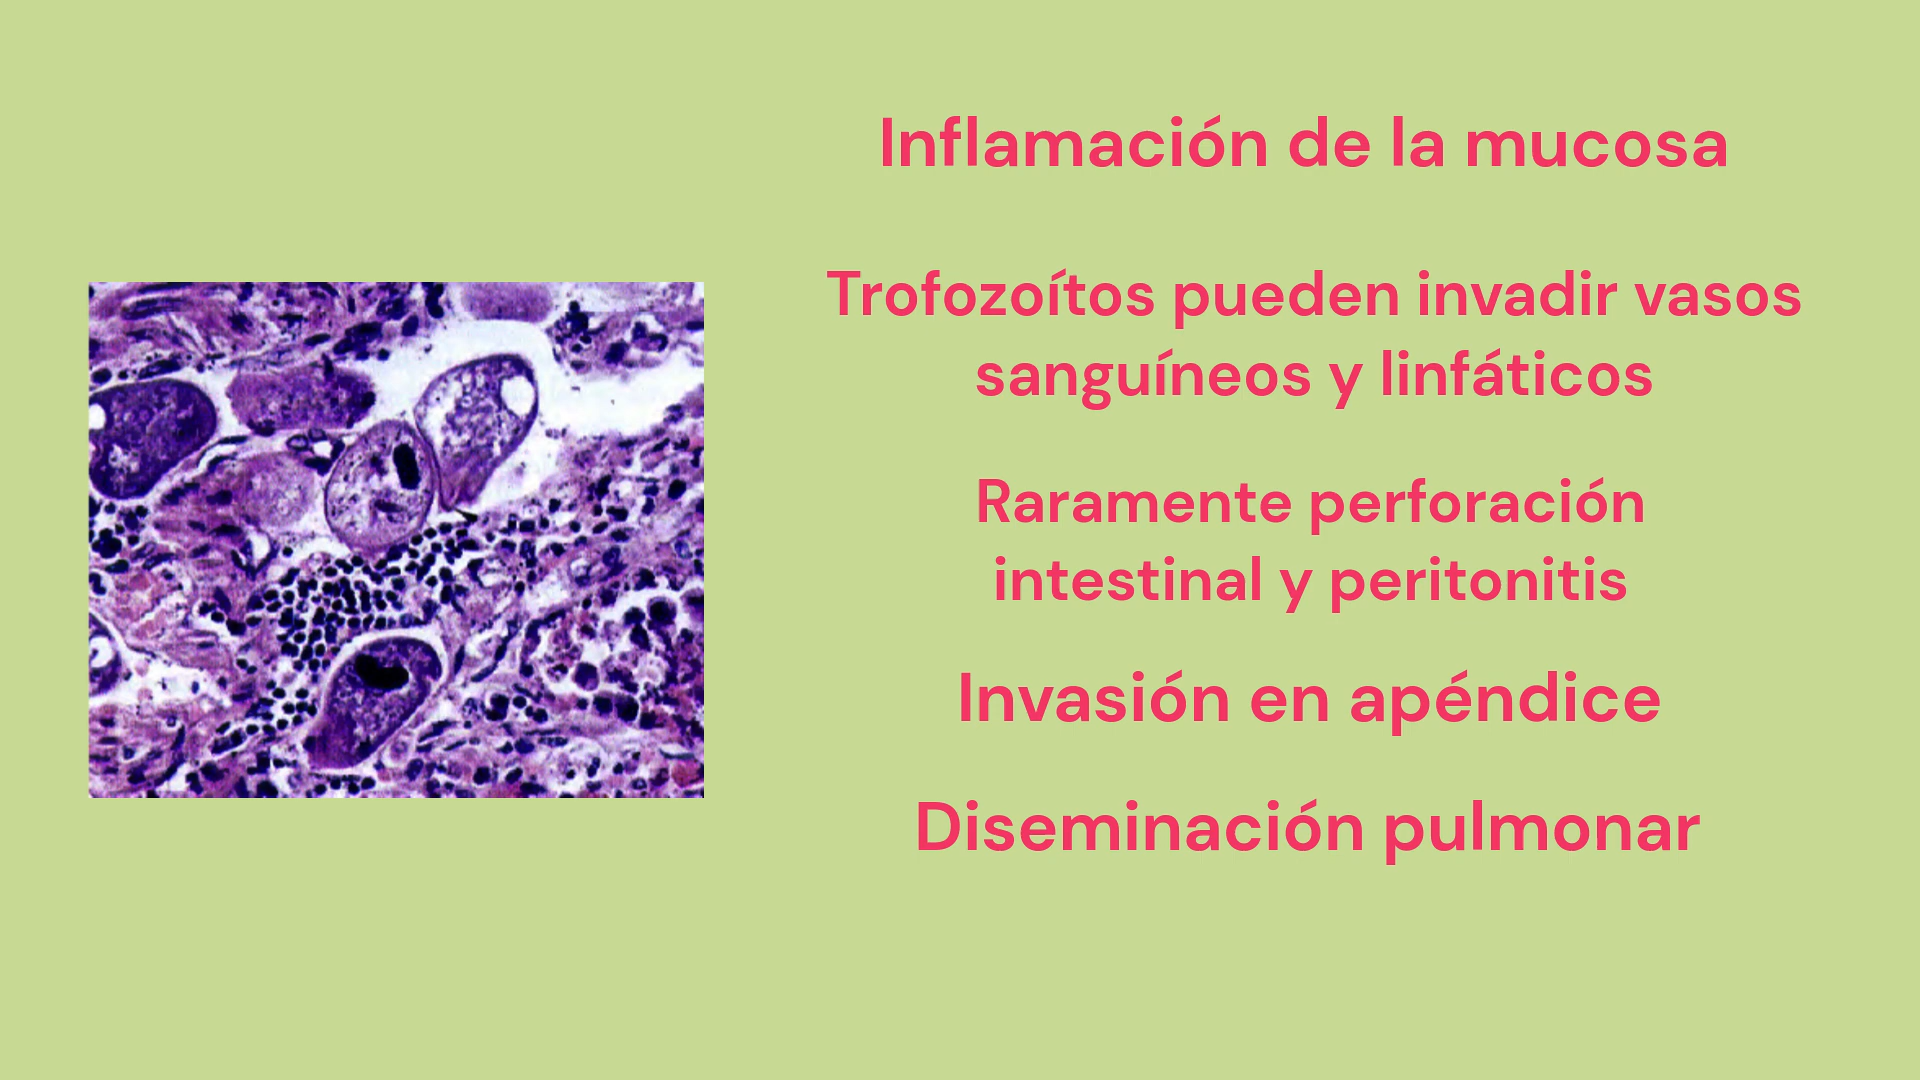 Inflamación de la mucosa
Trofozoítos pueden invadir vasos
sanguíneos y linfáticos
Raramente perforación
intestinal y peritonitis
Invasión en apéndice
Diseminación pulmonar